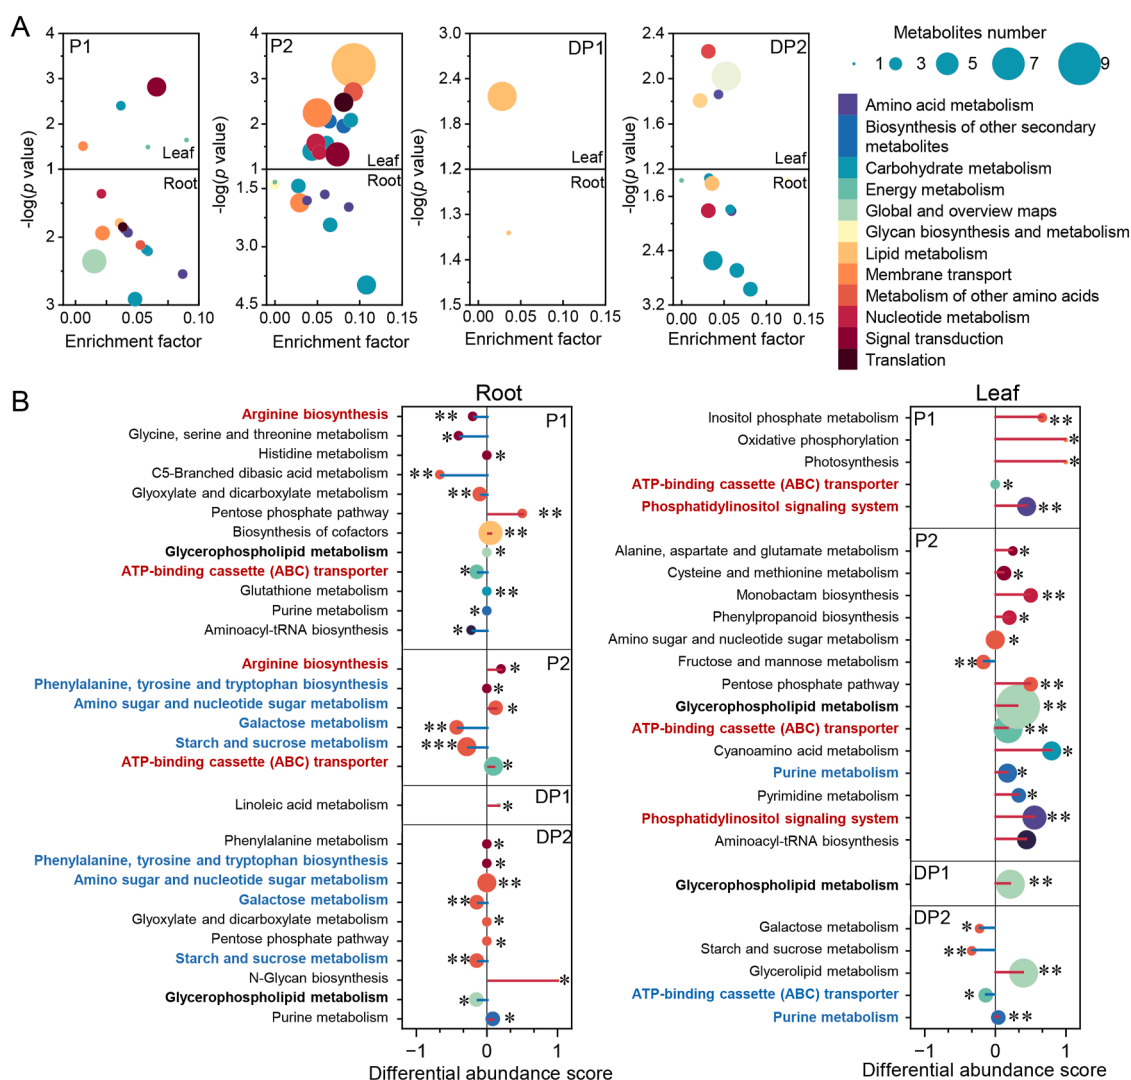 A
P1
P2
DP1
DP2
Leaf
Leaf
Leaf
Leaf
Root
Root
Root
Root
-log(p value)
-log(p value)
-log(p value)
-log(p value)
4
3
2
1
2
3
4
3
2
1
1.5
3.0
4.5
3.0
2.4
1.8
1.2
1.3
1.4
1.5
2.4
2.0
1.6
1.2
1.6
2.4
3.2
0.00 0.05 0.10
0.00 0.05 0.10 0.15
0.00 0.05 0.10 0.15
0.00 0.05 0.10 0.15
Enrichment factor
Enrichment factor
Enrichment factor
Enrichment factor
Metabolites number
1 3 5 7 9
Amino acid metabolism
Biosynthesis of other secondary
metabolites
Carbohydrate metabolism
Energy metabolism
Global and overview maps
Glycan biosynthesis and metabolism
Lipid metabolism
Membrane transport
Metabolism of other amino acids
Nucleotide metabolism
Signal transduction
Translation
B
Root
P1
Arginine biosynthesis **
Glycine, serine and threonine metabolism *
Histidine metabolism *
C5-Branched dibasic acid metabolism **
Glyoxylate and dicarboxylate metabolism **
Pentose phosphate pathway **
Biosynthesis of cofactors **
Glycerophospholipid metabolism *
ATP-binding cassette (ABC) transporter *
Glutathione metabolism **
Purine metabolism *
Aminoacyl-tRNA biosynthesis *
P2
Arginine biosynthesis *
Phenylalanine, tyrosine and tryptophan biosynthesis *
Amino sugar and nucleotide sugar metabolism *
Galactose metabolism **
Starch and sucrose metabolism ***
ATP-binding cassette (ABC) transporter *
DP1
Linoleic acid metabolism *
DP2
Phenylalanine metabolism *
Phenylalanine, tyrosine and tryptophan biosynthesis *
Amino sugar and nucleotide sugar metabolism **
Galactose metabolism **
Glyoxylate and dicarboxylate metabolism *
Pentose phosphate pathway *
Starch and sucrose metabolism **
N-Glycan biosynthesis *
Glycerophospholipid metabolism *
Purine metabolism *
−1 0 1
Differential abundance score
Leaf
P1
Inositol phosphate metabolism **
Oxidative phosphorylation *
Photosynthesis *
ATP-binding cassette (ABC) transporter *
Phosphatidylinositol signaling system **
P2
Alanine, aspartate and glutamate metabolism *
Cysteine and methionine metabolism *
Monobactam biosynthesis **
Phenylpropanoid biosynthesis *
Amino sugar and nucleotide sugar metabolism *
Fructose and mannose metabolism **
Pentose phosphate pathway **
Glycerophospholipid metabolism **
ATP-binding cassette (ABC) transporter **
Cyanoamino acid metabolism *
Purine metabolism *
Pyrimidine metabolism *
Phosphatidylinositol signaling system **
Aminoacyl-tRNA biosynthesis **
DP1
Glycerophospholipid metabolism **
DP2
Galactose metabolism *
Starch and sucrose metabolism **
Glycerolipid metabolism **
ATP-binding cassette (ABC) transporter *
Purine metabolism **
−1 0 1
Differential abundance score